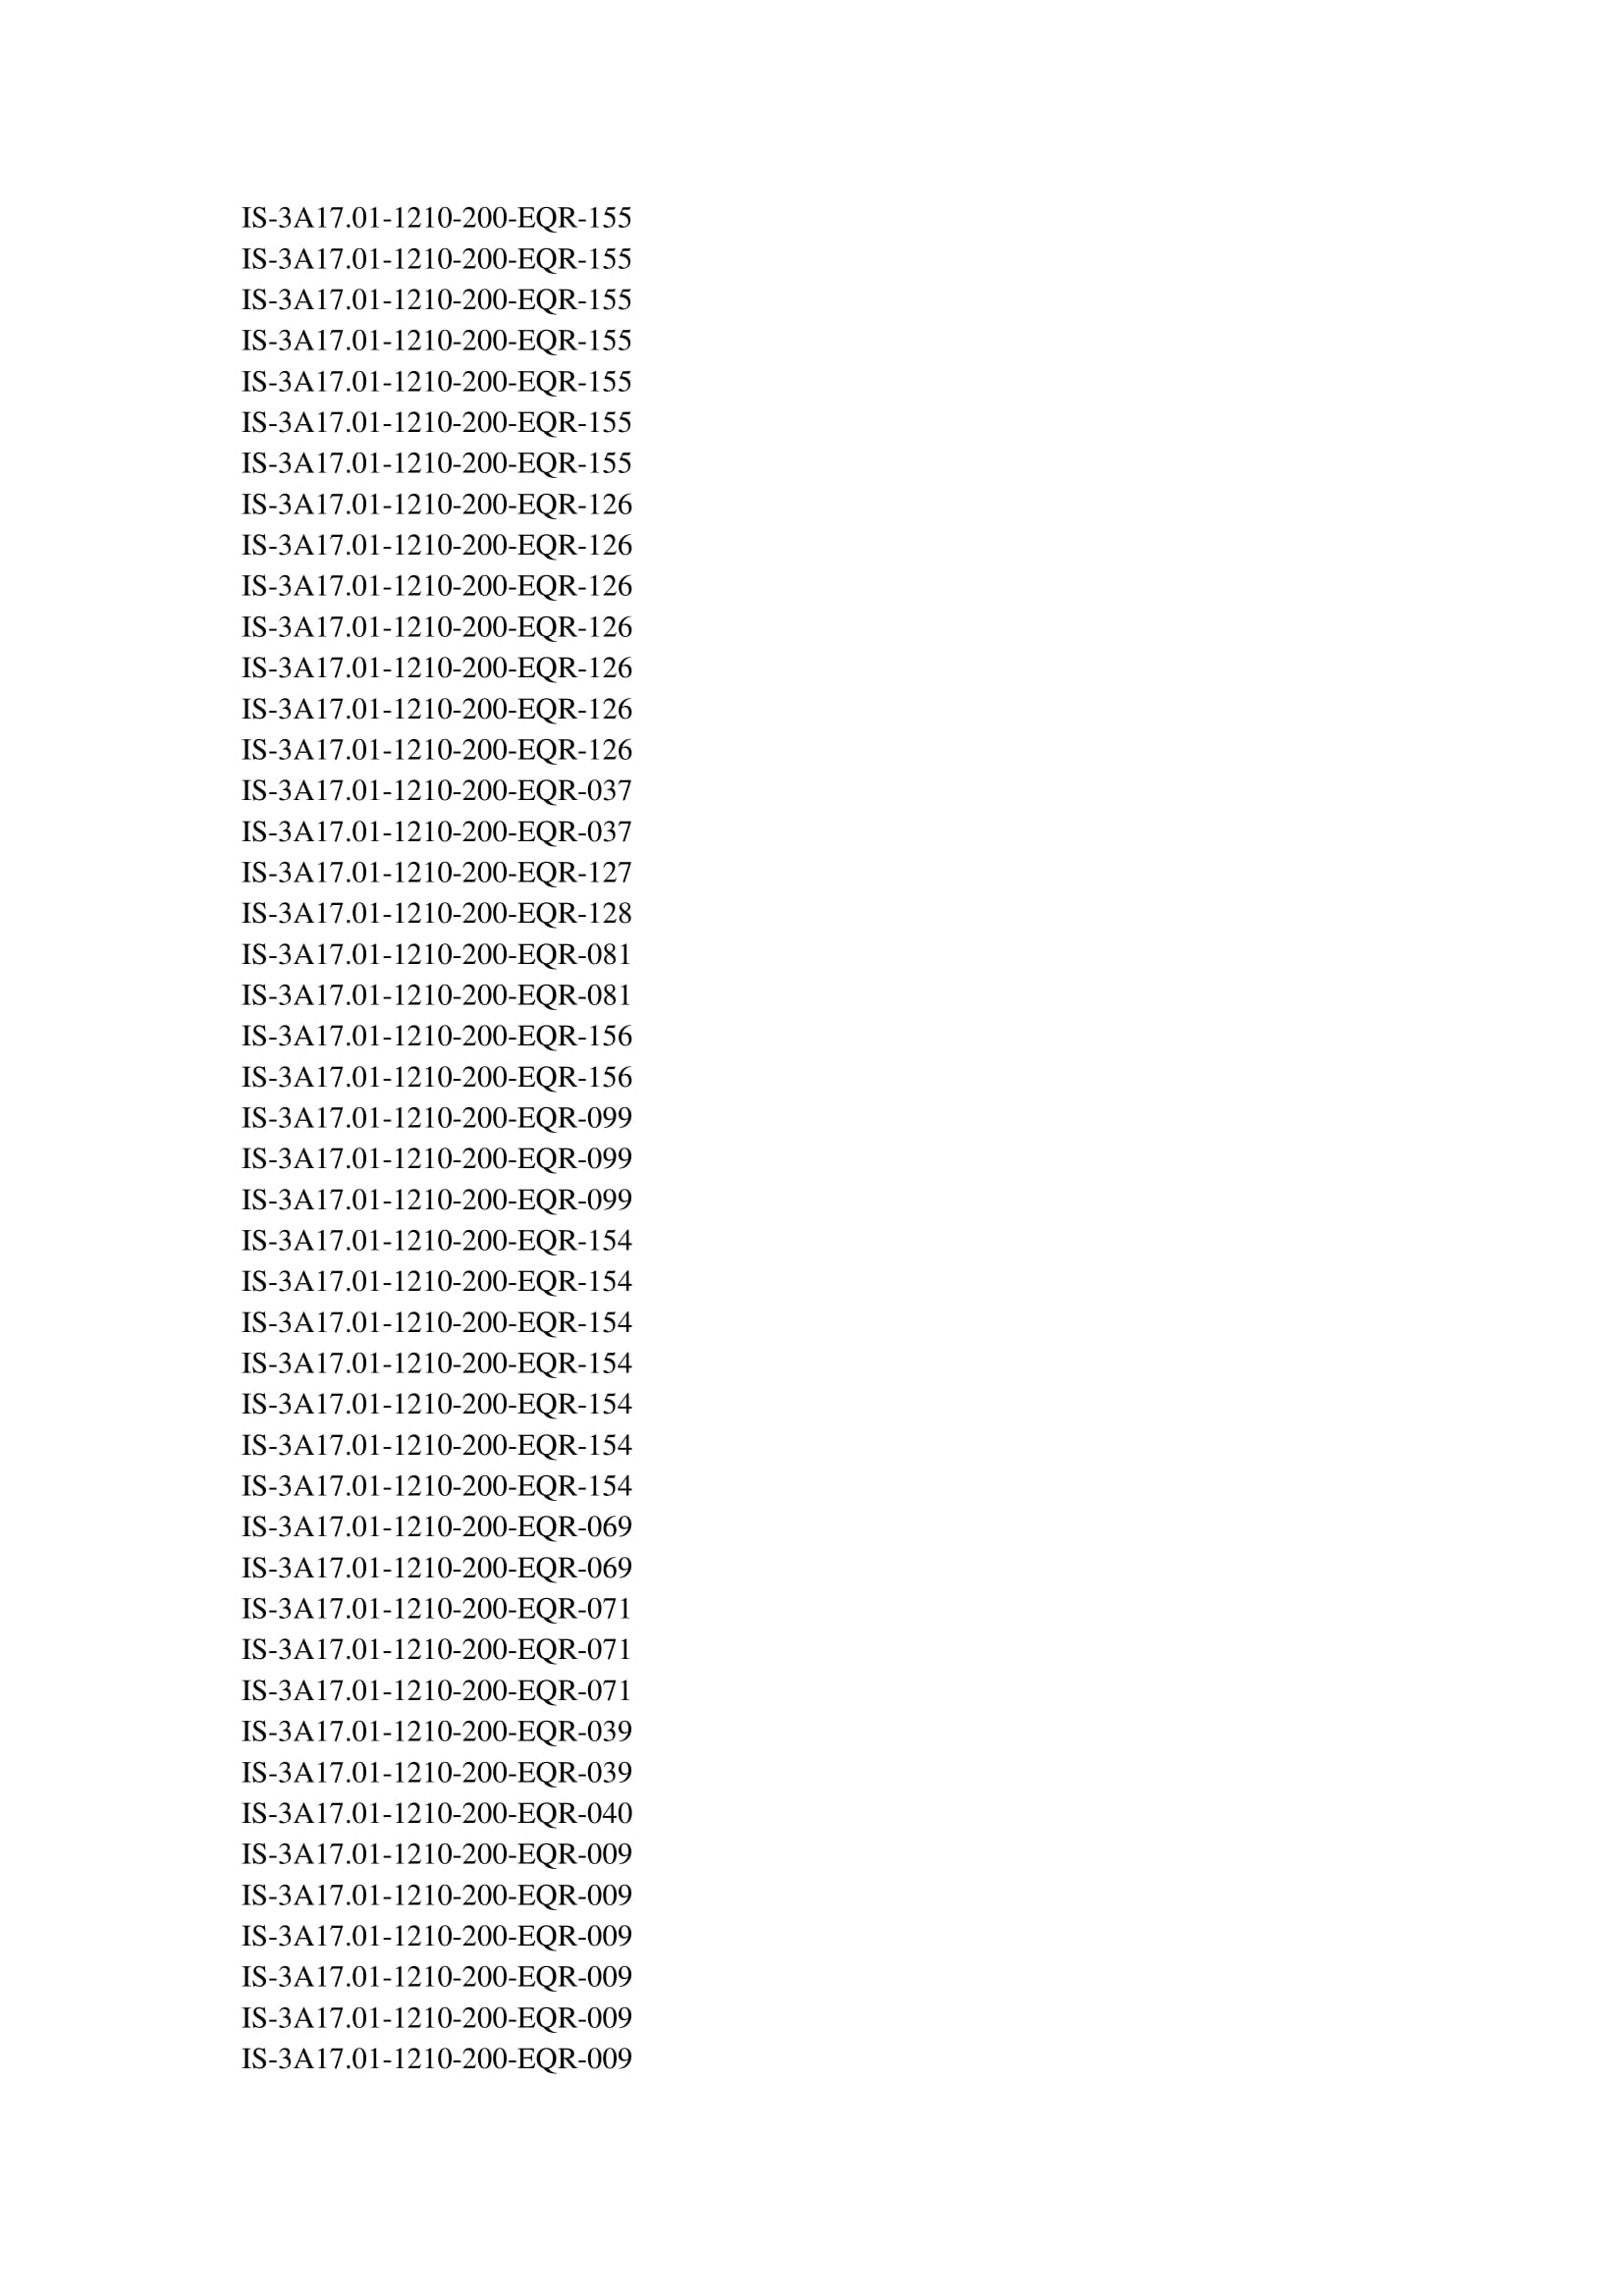 IS-3A17.01-1210-200-EQR-155
IS-3A17.01-1210-200-EQR-155
IS-3A17.01-1210-200-EQR-155
IS-3A17.01-1210-200-EQR-155
IS-3A17.01-1210-200-EQR-155
IS-3A17.01-1210-200-EQR-155
IS-3A17.01-1210-200-EQR-155
IS-3A17.01-1210-200-EQR-126
IS-3A17.01-1210-200-EQR-126
IS-3A17.01-1210-200-EQR-126
IS-3A17.01-1210-200-EQR-126
IS-3A17.01-1210-200-EQR-126
IS-3A17.01-1210-200-EQR-126
IS-3A17.01-1210-200-EQR-126
IS-3A17.01-1210-200-EQR-037
IS-3A17.01-1210-200-EQR-037
IS-3A17.01-1210-200-EQR-127
IS-3A17.01-1210-200-EQR-128
IS-3A17.01-1210-200-EQR-081
IS-3A17.01-1210-200-EQR-081
IS-3A17.01-1210-200-EQR-156
IS-3A17.01-1210-200-EQR-156
IS-3A17.01-1210-200-EQR-099
IS-3A17.01-1210-200-EQR-099
IS-3A17.01-1210-200-EQR-099
IS-3A17.01-1210-200-EQR-154
IS-3A17.01-1210-200-EQR-154
IS-3A17.01-1210-200-EQR-154
IS-3A17.01-1210-200-EQR-154
IS-3A17.01-1210-200-EQR-154
IS-3A17.01-1210-200-EQR-154
IS-3A17.01-1210-200-EQR-154
IS-3A17.01-1210-200-EQR-069
IS-3A17.01-1210-200-EQR-069
IS-3A17.01-1210-200-EQR-071
IS-3A17.01-1210-200-EQR-071
IS-3A17.01-1210-200-EQR-071
IS-3A17.01-1210-200-EQR-039
IS-3A17.01-1210-200-EQR-039
IS-3A17.01-1210-200-EQR-040
IS-3A17.01-1210-200-EQR-009
IS-3A17.01-1210-200-EQR-009
IS-3A17.01-1210-200-EQR-009
IS-3A17.01-1210-200-EQR-009
IS-3A17.01-1210-200-EQR-009
IS-3A17.01-1210-200-EQR-009